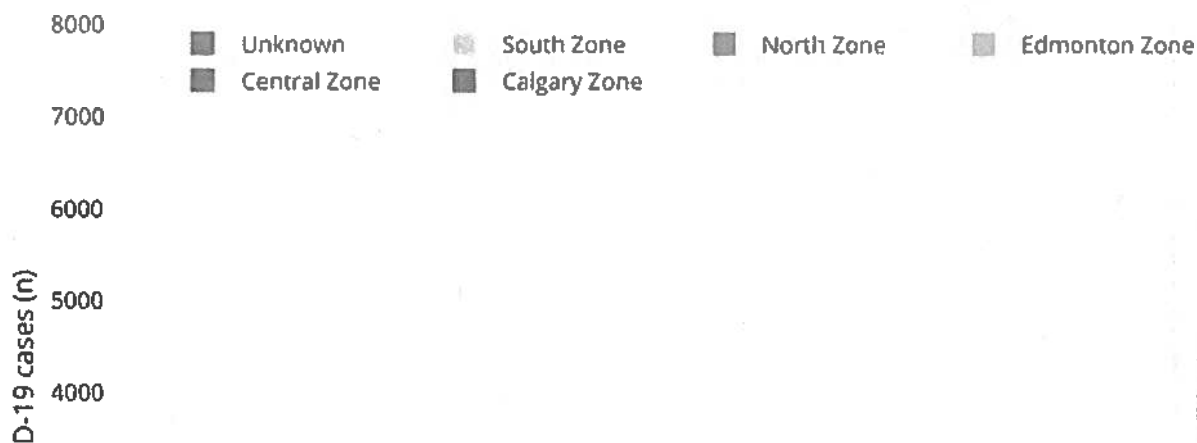 8000
Unknown South Zone North Zone Edmonton Zone
Central Zone Calgary Zone
7000
6000
5000
4000
D-19 cases (n)